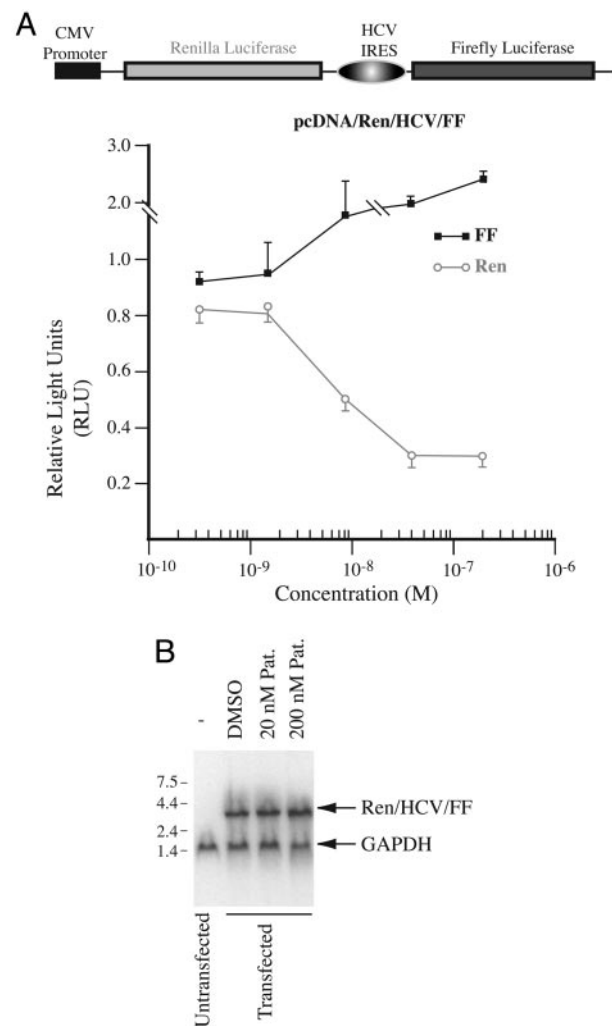 A
CMV
Promoter
Renilla Luciferase
HCV
IRES
Firefly Luciferase
pcDNA/Ren/HCV/FF
3.0
2.0
1.0
0.8
0.6
0.4
0.2
Relative Light Units
(RLU)
FF
Ren
10-10
10-9
10-8
10-7
10-6
Concentration (M)
B
-
DMSO
20 nM Pat.
200 nM Pat.
7.5
4.4
2.4
1.4
Ren/HCV/FF
GAPDH
Untransfected
Transfected